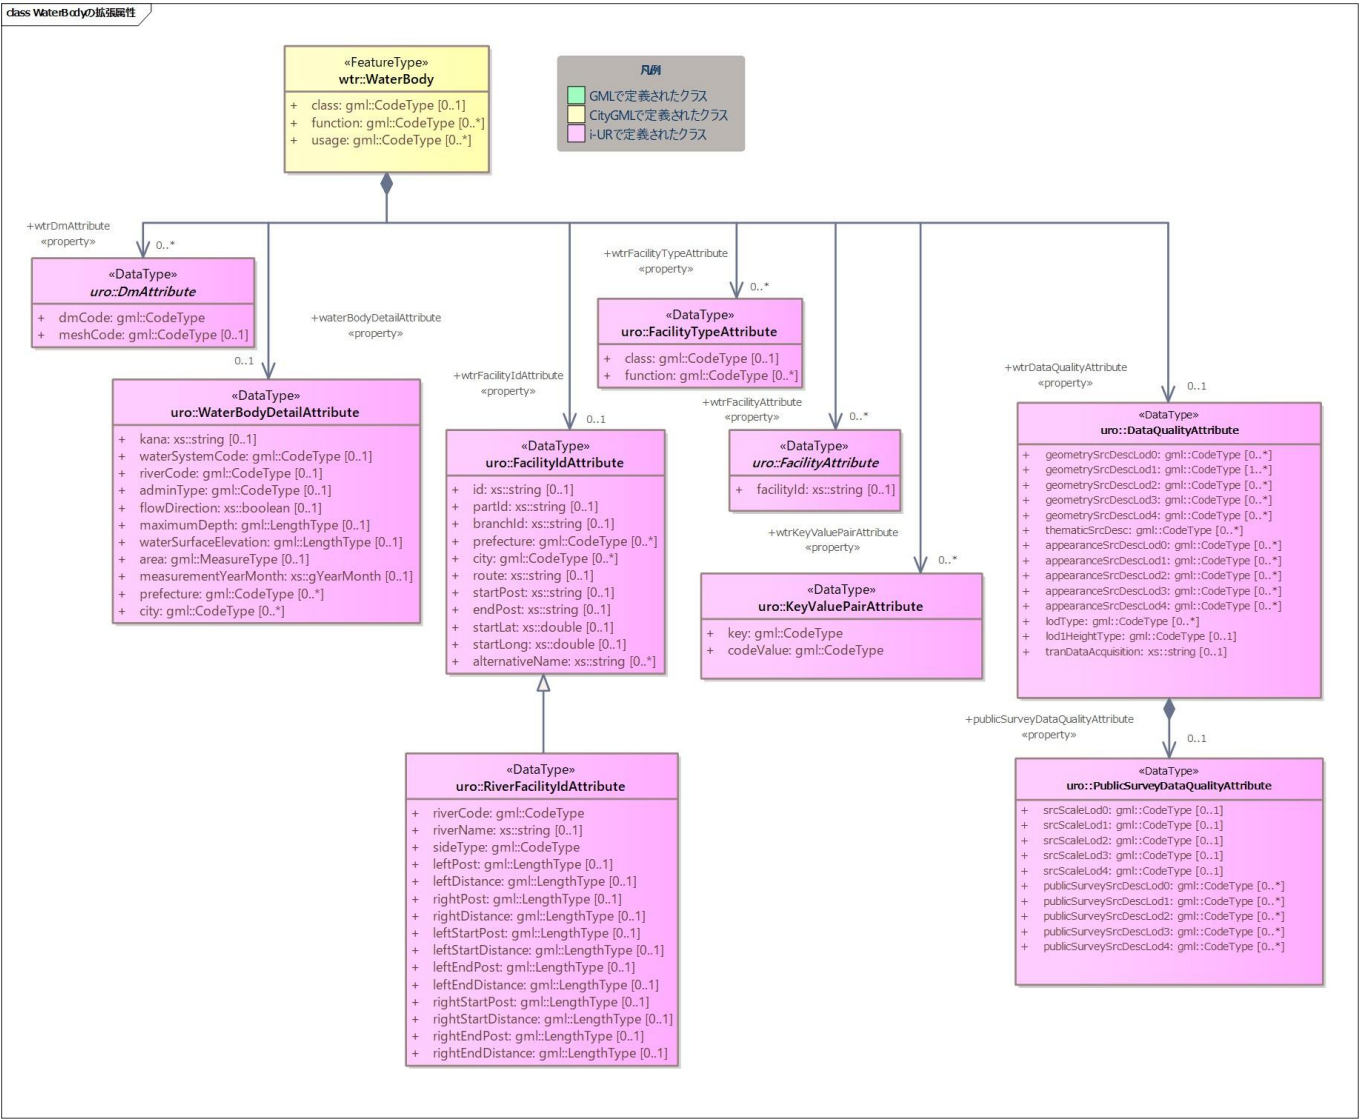 class WaterBodyの拡張属性
«FeatureType»
wtr::WaterBody
+ class: gml::CodeType [0..1]
+ function: gml::CodeType [0..*]
+ usage: gml::CodeType [0..*]
凡例
GMLで定義されたクラス
CityGMLで定義されたクラス
i-URで定義されたクラス
+wtrDmAttribute
«property»
0..*
«DataType»
uro::DmAttribute
+ dmCode: gml::CodeType
+ meshCode: gml::CodeType [0..1]
+waterBodyDetailAttribute
«property»
0..1
«DataType»
uro::WaterBodyDetailAttribute
+ kana: xs::string [0..1]
+ waterSystemCode: gml::CodeType [0..1]
+ riverCode: gml::CodeType [0..1]
+ adminType: gml::CodeType [0..1]
+ flowDirection: xs::boolean [0..1]
+ maximumDepth: gml::LengthType [0..1]
+ waterSurfaceElevation: gml::LengthType [0..1]
+ area: gml::MeasureType [0..1]
+ measurementYearMonth: xs::gYearMonth [0..1]
+ prefecture: gml::CodeType [0..*]
+ city: gml::CodeType [0..*]
+wtrFacilityIdAttribute
«property»
0..1
«DataType»
uro::FacilityIdAttribute
+ id: xs::string [0..1]
+ partId: xs::string [0..1]
+ branchId: xs::string [0..1]
+ prefecture: gml::CodeType [0..*]
+ city: gml::CodeType [0..*]
+ route: xs::string [0..1]
+ startPost: xs::string [0..1]
+ endPost: xs::string [0..1]
+ startLat: xs::double [0..1]
+ startLong: xs::double [0..1]
+ alternativeName: xs::string [0..*]
«DataType»
uro::RiverFacilityIdAttribute
+ riverCode: gml::CodeType
+ riverName: xs::string [0..1]
+ sideType: gml::CodeType
+ leftPost: gml::LengthType [0..1]
+ leftDistance: gml::LengthType [0..1]
+ rightPost: gml::LengthType [0..1]
+ rightDistance: gml::LengthType [0..1]
+ leftStartPost: gml::LengthType [0..1]
+ leftStartDistance: gml::LengthType [0..1]
+ leftEndPost: gml::LengthType [0..1]
+ leftEndDistance: gml::LengthType [0..1]
+ rightStartPost: gml::LengthType [0..1]
+ rightStartDistance: gml::LengthType [0..1]
+ rightEndPost: gml::LengthType [0..1]
+ rightEndDistance: gml::LengthType [0..1]
+wtrFacilityTypeAttribute
«property»
0..*
«DataType»
uro::FacilityTypeAttribute
+ class: gml::CodeType [0..1]
+ function: gml::CodeType [0..*]
+wtrFacilityAttribute
«property»
0..*
«DataType»
uro::FacilityAttribute
+ facilityId: xs::string [0..1]
+wtrKeyValuePairAttribute
«property»
0..*
«DataType»
uro::KeyValuePairAttribute
+ key: gml::CodeType
+ codeValue: gml::CodeType
+wtrDataQualityAttribute
«property»
0..1
«DataType»
uro::DataQualityAttribute
+ geometrySrcDescLod0: gml::CodeType [0..*]
+ geometrySrcDescLod1: gml::CodeType [1..*]
+ geometrySrcDescLod2: gml::CodeType [0..*]
+ geometrySrcDescLod3: gml::CodeType [0..*]
+ geometrySrcDescLod4: gml::CodeType [0..*]
+ thematicSrcDesc: gml::CodeType [0..*]
+ appearanceSrcDescLod0: gml::CodeType [0..*]
+ appearanceSrcDescLod1: gml::CodeType [0..*]
+ appearanceSrcDescLod2: gml::CodeType [0..*]
+ appearanceSrcDescLod3: gml::CodeType [0..*]
+ appearanceSrcDescLod4: gml::CodeType [0..*]
+ lodType: gml::CodeType [0..*]
+ lod1HeightType: gml::CodeType [0..1]
+ tranDataAcquisition: xs::string [0..1]
+publicSurveyDataQualityAttribute
«property»
0..1
«DataType»
uro::PublicSurveyDataQualityAttribute
+ srcScaleLod0: gml::CodeType [0..1]
+ srcScaleLod1: gml::CodeType [0..1]
+ srcScaleLod2: gml::CodeType [0..1]
+ srcScaleLod3: gml::CodeType [0..1]
+ srcScaleLod4: gml::CodeType [0..1]
+ publicSurveySrcDescLod0: gml::CodeType [0..*]
+ publicSurveySrcDescLod1: gml::CodeType [0..*]
+ publicSurveySrcDescLod2: gml::CodeType [0..*]
+ publicSurveySrcDescLod3: gml::CodeType [0..*]
+ publicSurveySrcDescLod4: gml::CodeType [0..*]